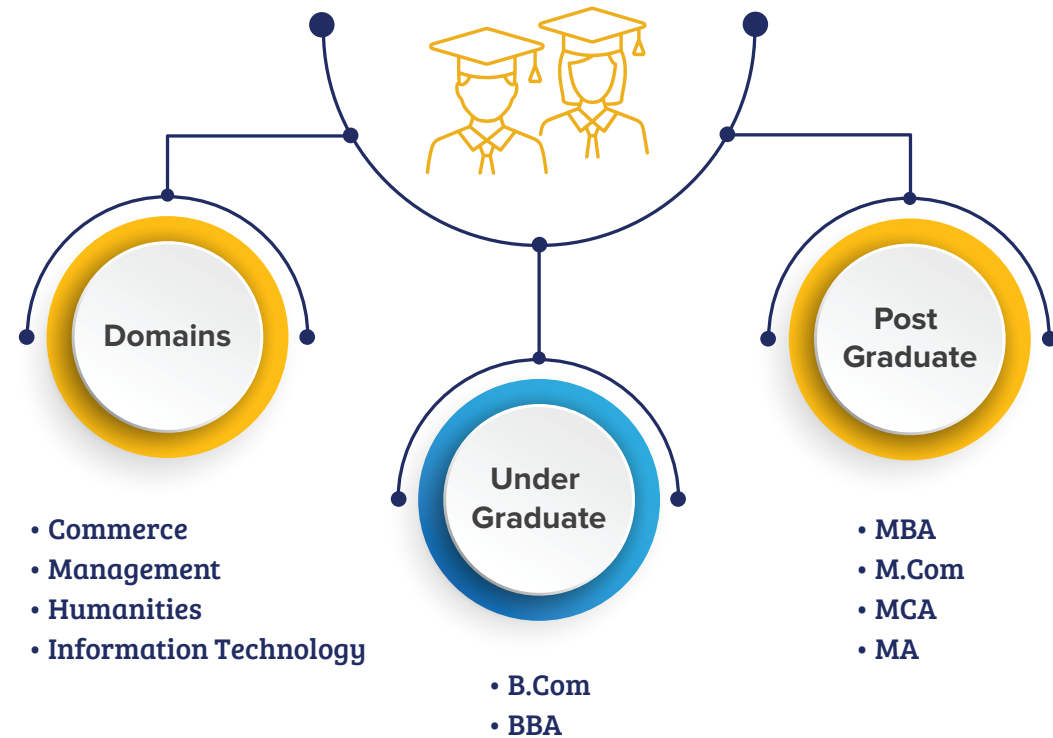 Domains
• Commerce
• Management
• Humanities
• Information Technology
Under
Graduate
• B.Com
• BBA
Post
Graduate
• MBA
• M.Com
• MCA
• MA